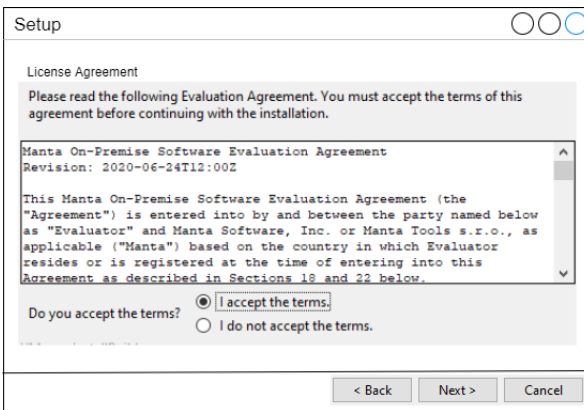 Setup
License Agreement
Please read the following Evaluation Agreement. You must accept the terms of this
agreement before continuing with the installation.
Manta On-Premise Software Evaluation Agreement
Revision: 2020-06-24T12:00Z
This Manta On-Premise Software Evaluation Agreement (the
"Agreement") is entered into by and between the party named below
as "Evaluator" and Manta Software, Inc. or Manta Tools s.r.o., as
applicable ("Manta") based on the country in which Evaluator
resides or is registered at the time of entering into this
Agreement as described in Sections 18 and 22 below.
Do you accept the terms?
I accept the terms.
I do not accept the terms.
< Back
Next >
Cancel